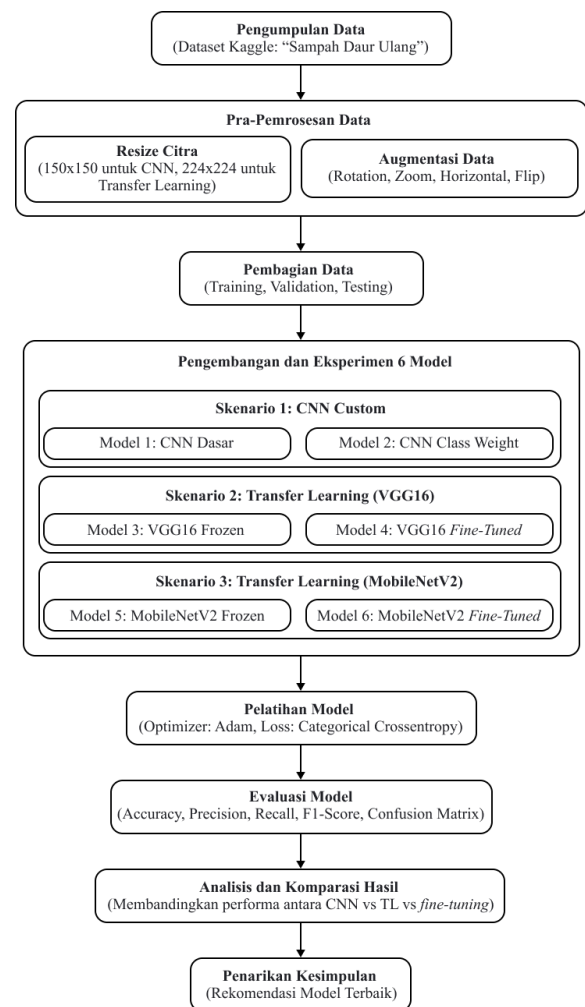 Pengumpulan Data
(Dataset Kaggle: “Sampah Daur Ulang”)
Pra-Pemrosesan Data
Resize Citra
(150x150 untuk CNN, 224x224 untuk
Transfer Learning)
Augmentasi Data
(Rotation, Zoom, Horizontal, Flip)
Pembagian Data
(Training, Validation, Testing)
Pengembangan dan Eksperimen 6 Model
Skenario 1: CNN Custom
Model 1: CNN Dasar
Model 2: CNN Class Weight
Skenario 2: Transfer Learning (VGG16)
Model 3: VGG16 Frozen
Model 4: VGG16 Fine-Tuned
Skenario 3: Transfer Learning (MobileNetV2)
Model 5: MobileNetV2 Frozen
Model 6: MobileNetV2 Fine-Tuned
Pelatihan Model
(Optimizer: Adam, Loss: Categorical Crossentropy)
Evaluasi Model
(Accuracy, Precision, Recall, F1-Score, Confusion Matrix)
Analisis dan Komparasi Hasil
(Membandingkan performa antara CNN vs TL vs fine-tuning)
Penarikan Kesimpulan
(Rekomendasi Model Terbaik)